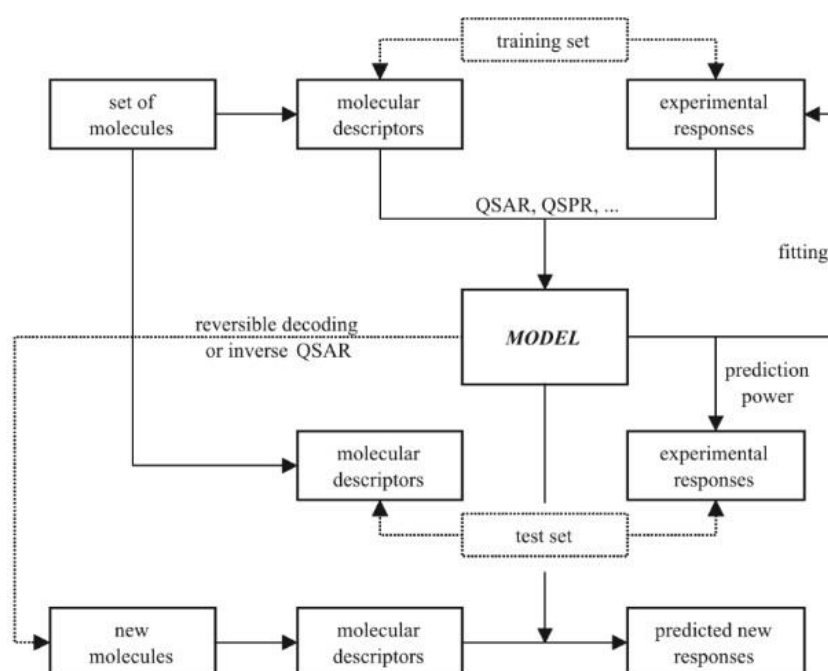 training set
set of
molecules
molecular
descriptors
experimental
responses
QSAR, QSPR, ...
fitting
reversible decoding
or inverse QSAR
MODEL
prediction
power
molecular
descriptors
experimental
responses
test set
new
molecules
molecular
descriptors
predicted new
responses